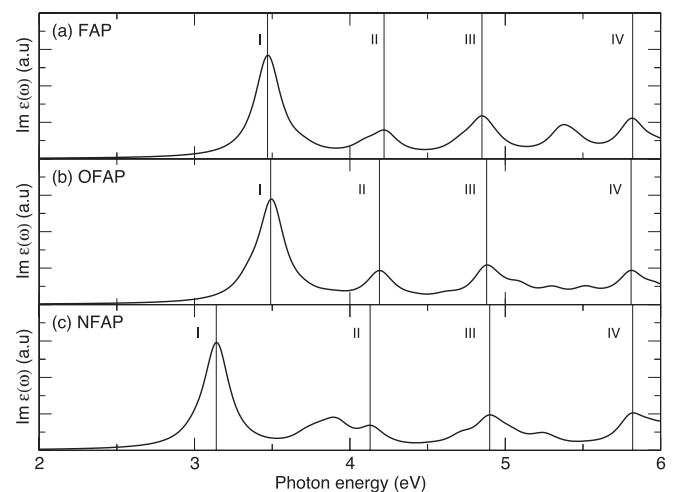 (a) FAP
I
II
III
IV
Im ε(ω) (a.u)
(b) OFAP
I
II
III
IV
Im ε(ω) (a.u)
(c) NFAP
I
II
III
IV
Im ε(ω) (a.u)
2
3
4
5
6
Photon energy (eV)